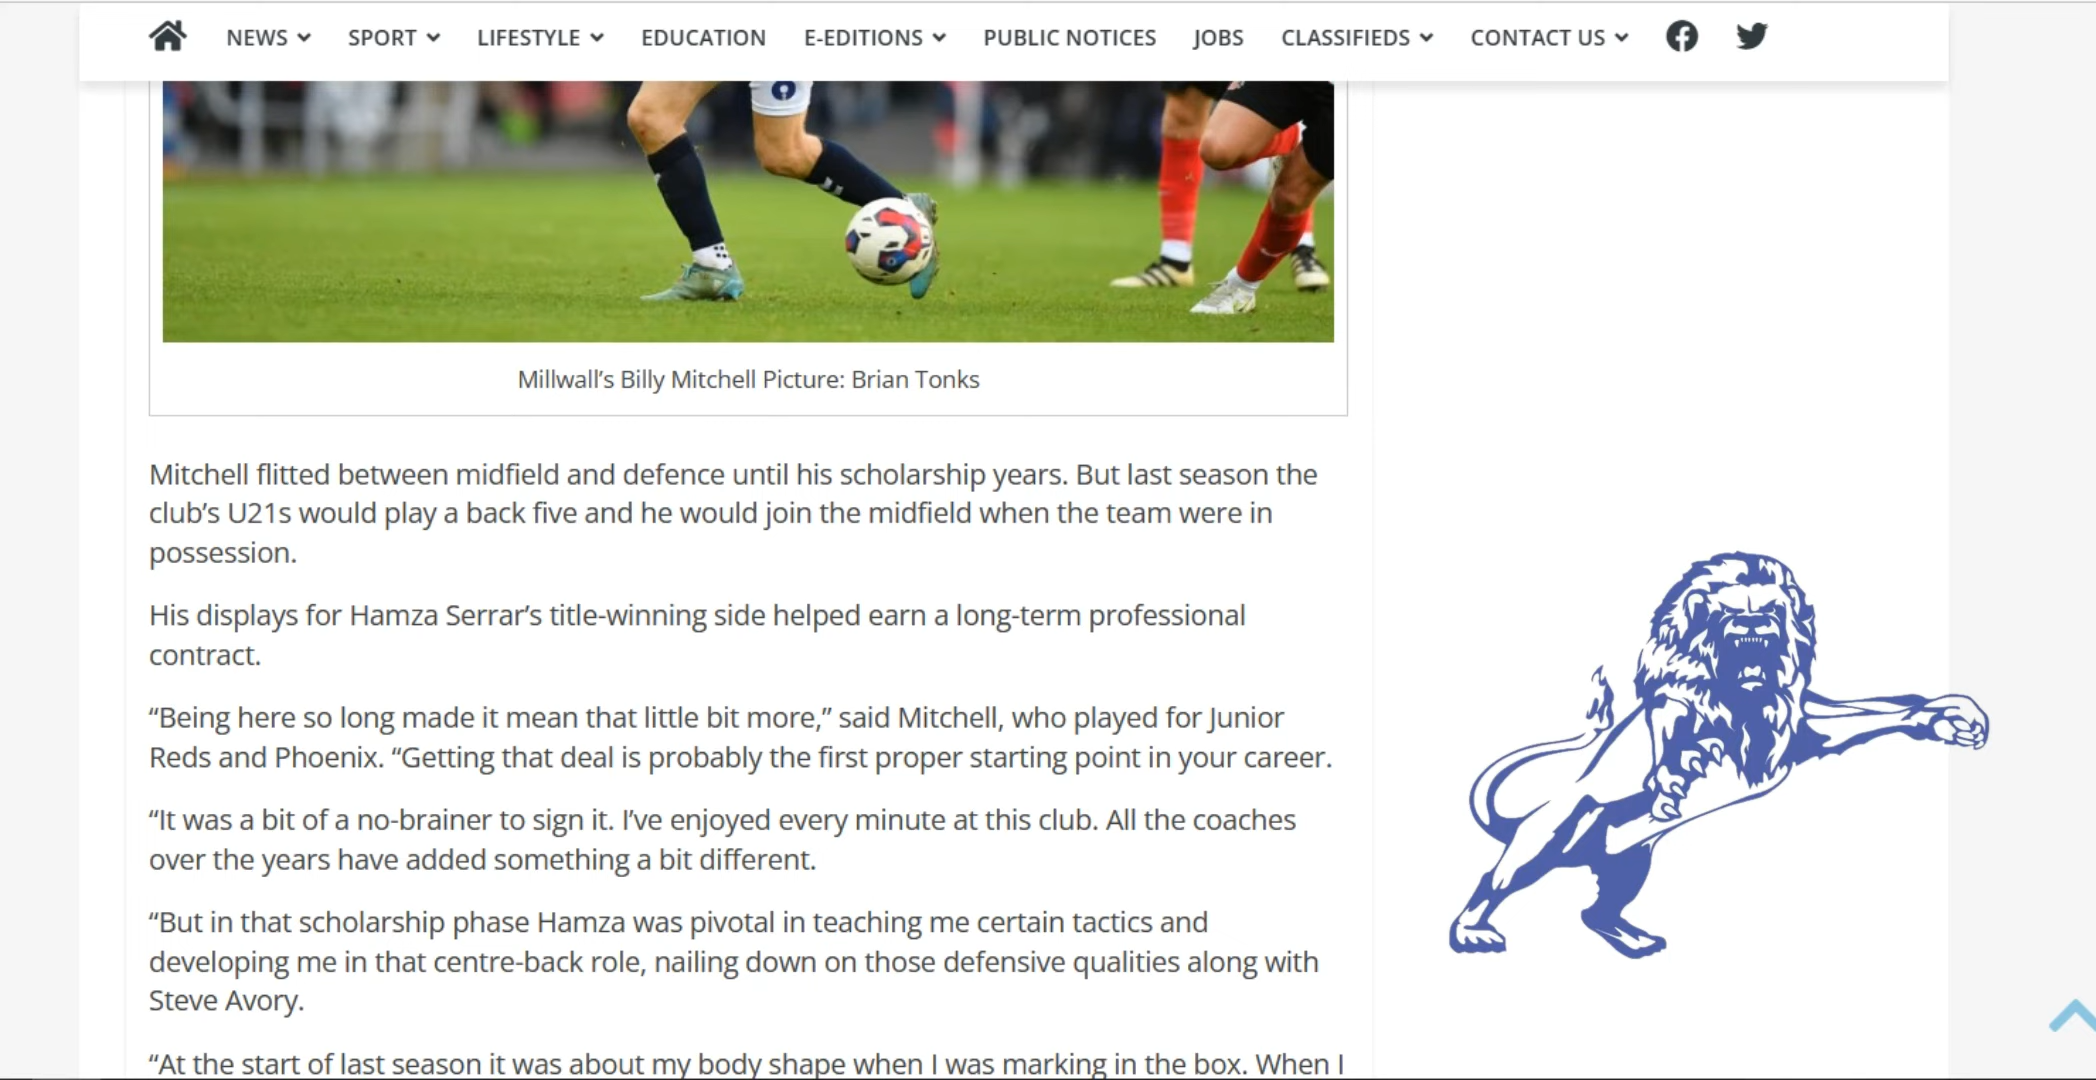 NEWS SPORT LIFESTYLE EDUCATION E-EDITIONS PUBLIC NOTICES JOBS CLASSIFIEDS CONTACT US
Millwall’s Billy Mitchell Picture: Brian Tonks
Mitchell flitted between midfield and defence until his scholarship years. But last season the
club’s U21s would play a back five and he would join the midfield when the team were in
possession.
His displays for Hamza Serrar’s title-winning side helped earn a long-term professional
contract.
“Being here so long made it mean that little bit more,” said Mitchell, who played for Junior
Reds and Phoenix. “Getting that deal is probably the first proper starting point in your career.
“It was a bit of a no-brainer to sign it. I’ve enjoyed every minute at this club. All the coaches
over the years have added something a bit different.
“But in that scholarship phase Hamza was pivotal in teaching me certain tactics and
developing me in that centre-back role, nailing down on those defensive qualities along with
Steve Avory.
“At the start of last season it was about my body shape when I was marking in the box. When I